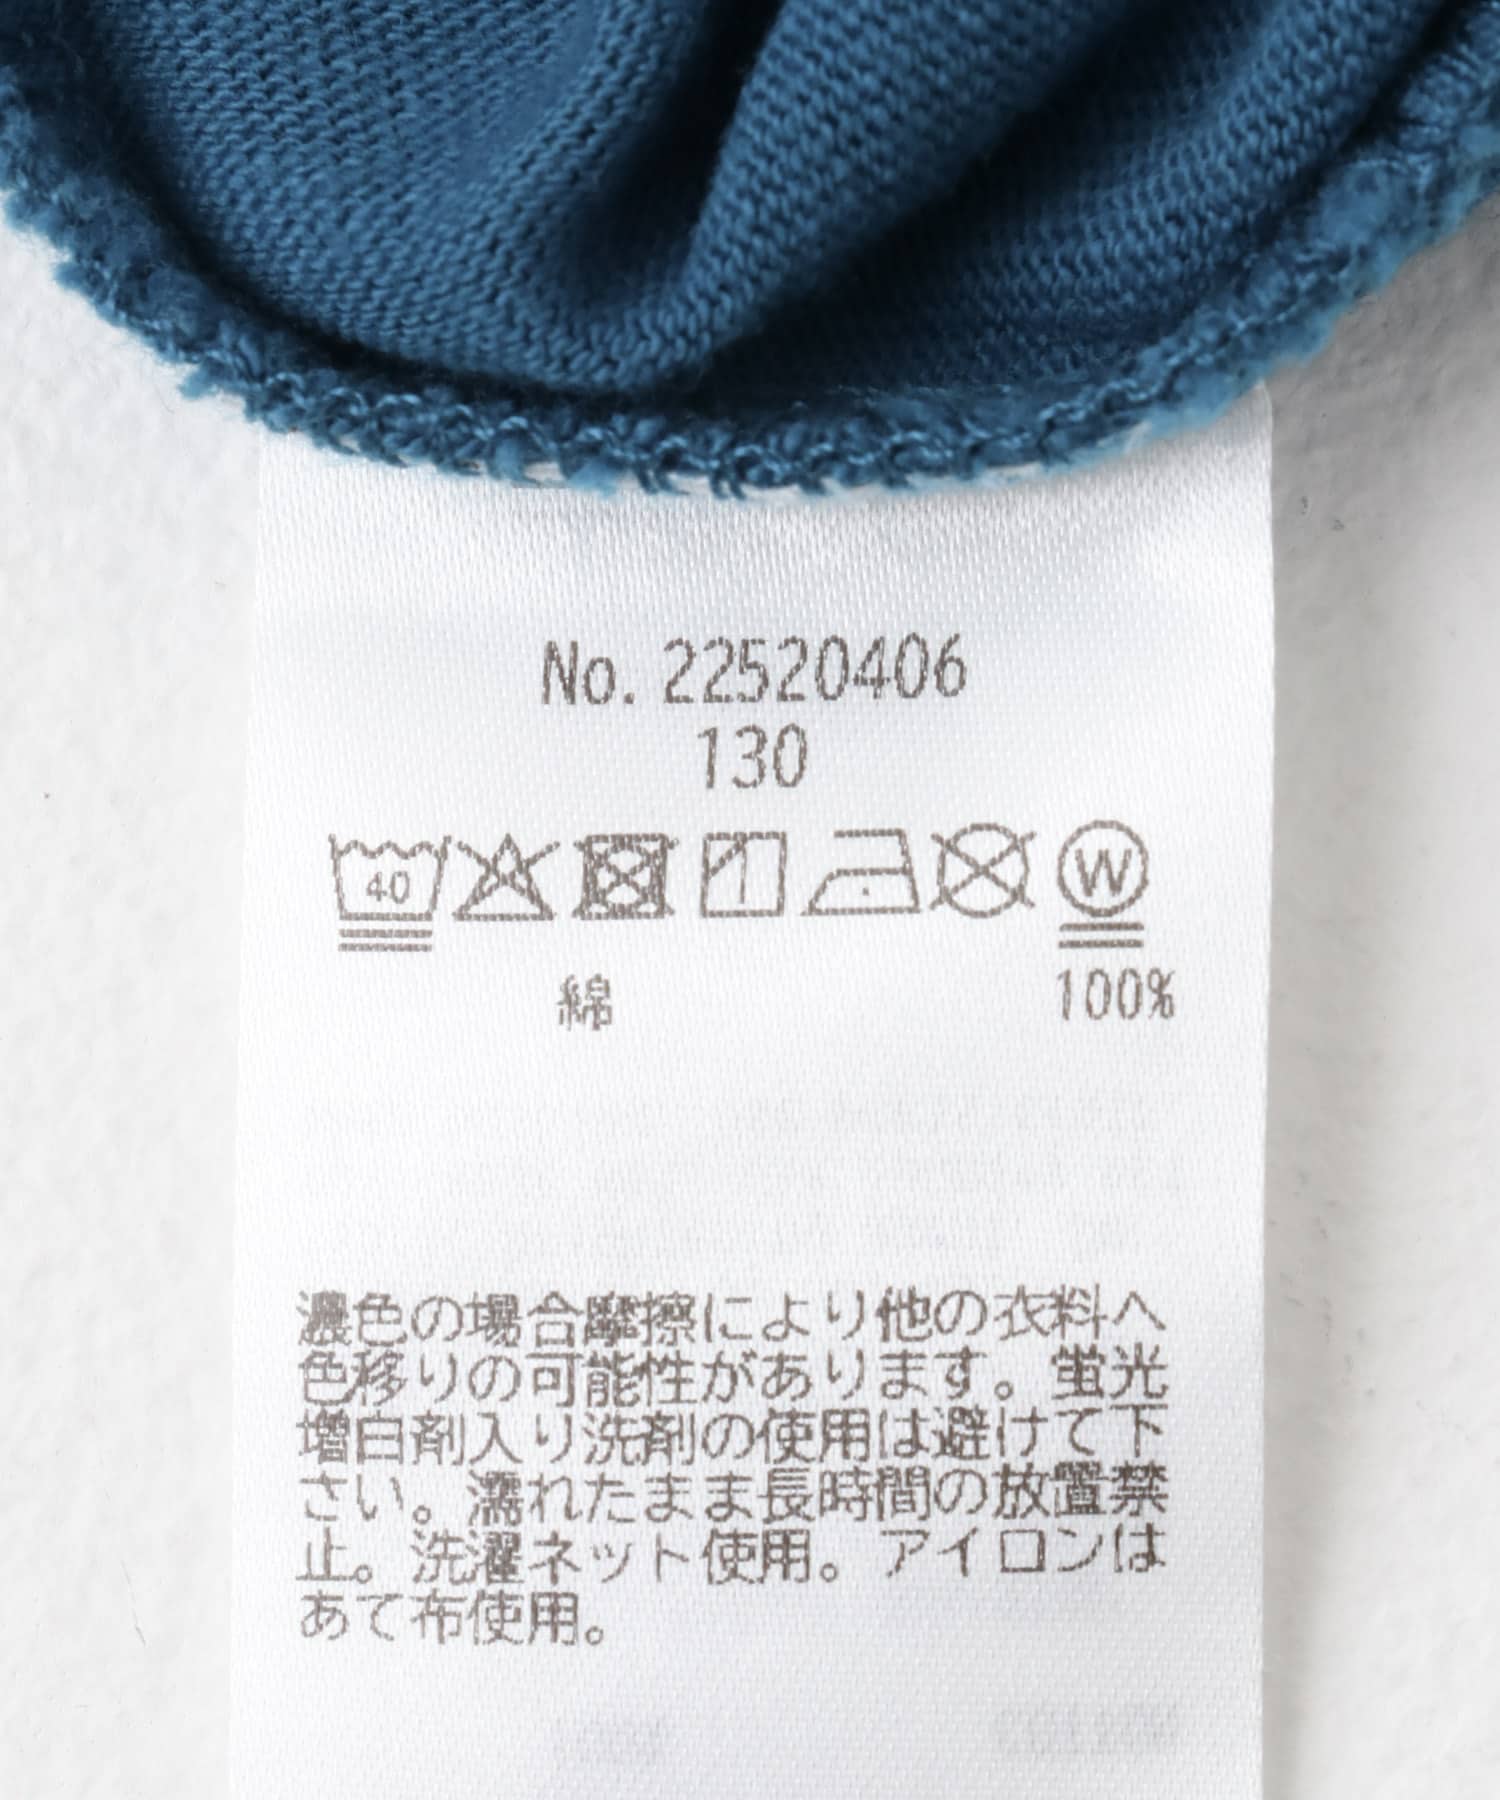 No. 22520406
130
40 W
綿 100%
濃色の場合摩擦により他の衣料へ
色移りの可能性があります。蛍光
増白剤入り洗剤の使用は避けて下
さい。濡れたまま長時間の放置禁
止。洗濯ネット使用。アイロンは
あて布使用。